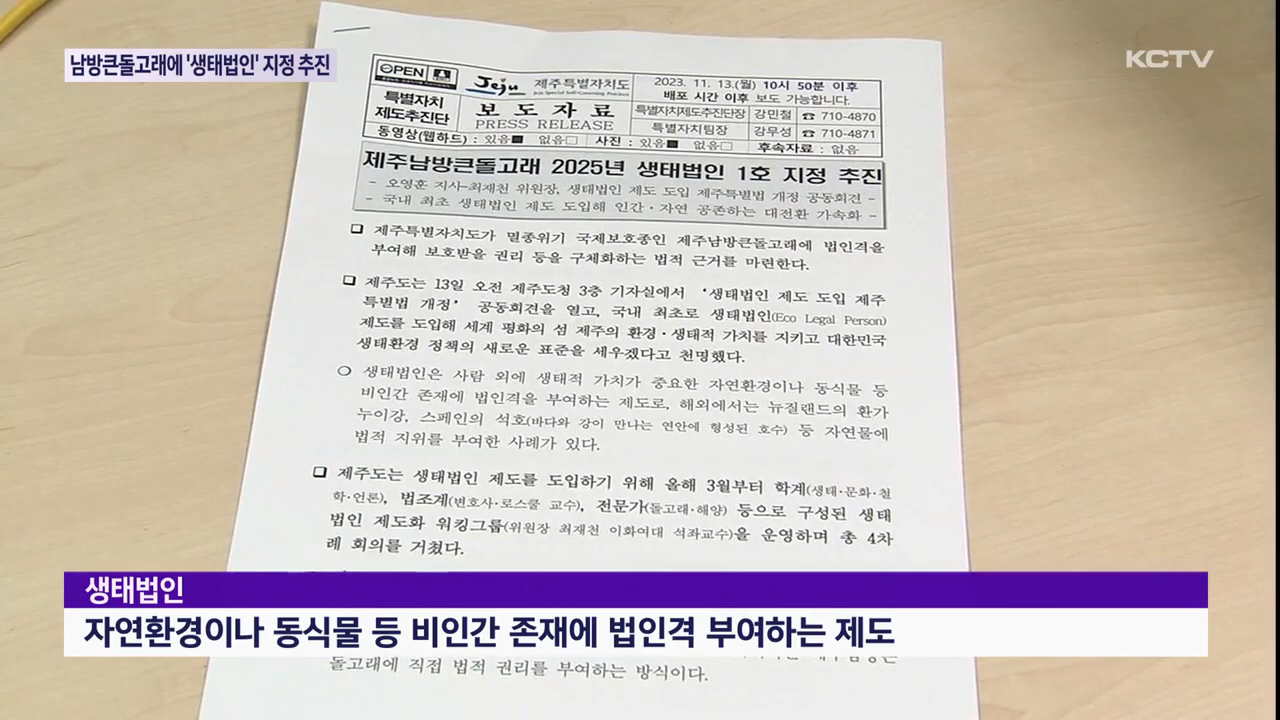 남방큰돌고래에 '생태법인' 지정 추진
KCTV
OPEN
Jeju 제주특별자치도
2023. 11. 13.(월) 10시 50분 이후
배포 시간 이후 보도 가능합니다.
특별자치
제도추진단
보도자료
PRESS RELEASE
특별자치제도추진단장 강민철 ☎ 710-4870
특별자치팀장 강무성 ☎ 710-4871
동영상(웹하드) : 있음■ 없음□ 사진 : 있음■ 없음□ 후속자료 : 없음
제주남방큰돌고래 2025년 생태법인 1호 지정 추진
- 오영훈 지사-최재천 위원장, 생태법인 제도 도입 제주특별법 개정 공동회견 -
- 국내 최초 생태법인 제도 도입해 인간·자연 공존하는 대전환 가속화 -
❑ 제주특별자치도가 멸종위기 국제보호종인 제주남방큰돌고래에 법인격을
부여해 보호받을 권리 등을 구체화하는 법적 근거를 마련한다.
❑ 제주도는 13일 오전 제주도청 3층 기자실에서 ‘생태법인 제도 도입 제주
특별법 개정’ 공동회견을 열고, 국내 최초로 생태법인(Eco Legal Person)
제도를 도입해 세계 평화의 섬 제주의 환경·생태적 가치를 지키고 대한민국
생태환경 정책의 새로운 표준을 세우겠다고 천명했다.
❍ 생태법인은 사람 외에 생태적 가치가 중요한 자연환경이나 동식물 등
비인간 존재에 법인격을 부여하는 제도로, 해외에서는 뉴질랜드의 환가
누이강, 스페인의 석호(바다와 강이 만나는 연안에 형성된 호수) 등 자연물에
법적 지위를 부여한 사례가 있다.
❑ 제주도는 생태법인 제도를 도입하기 위해 올해 3월부터 학계(생태·문화·철
학·언론), 법조계(변호사·로스쿨 교수), 전문가(돌고래·해양) 등으로 구성된 생태
법인 제도화 워킹그룹(위원장 최재천 이화여대 석좌교수)을 운영하며 총 4차
례 회의를 거쳤다.
생태법인
자연환경이나 동식물 등 비인간 존재에 법인격 부여하는 제도
돌고래에 직접 법적 권리를 부여하는 방식이다.